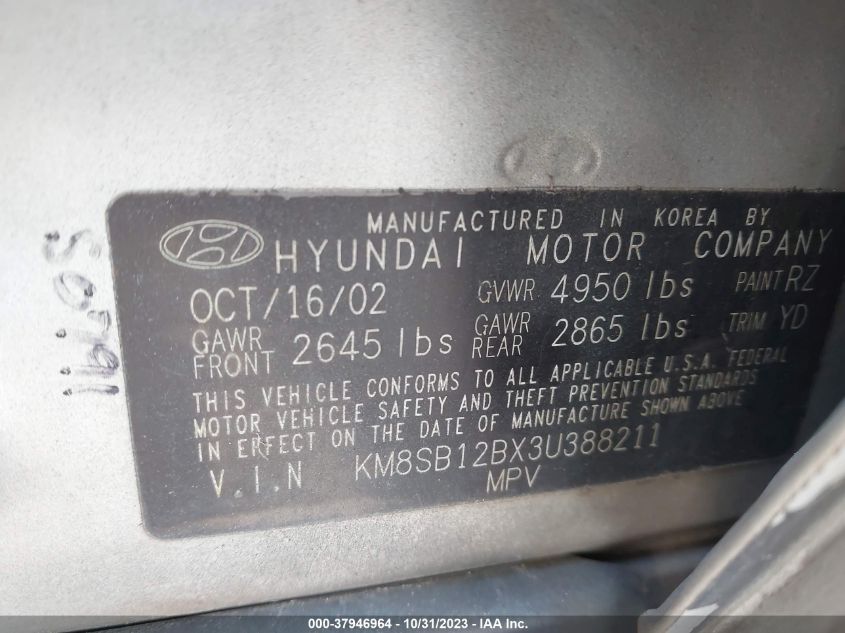 MANUFACTURED IN KOREA BY
HYUNDAI MOTOR COMPANY
OCT/16/02 GVWR 4950 lbs PAINT RZ
GAWR FRONT 2645 lbs GAWR REAR 2865 lbs TRIM YD
THIS VEHICLE CONFORMS TO ALL APPLICABLE U.S.A. FEDERAL
MOTOR VEHICLE SAFETY AND THEFT PREVENTION STANDARDS
IN EFFECT ON THE DATE OF MANUFACTURE SHOWN ABOVE
V.I.N KM8SB12BX3U388211
MPV
000-37946964 - 10/31/2023 - IAA Inc.